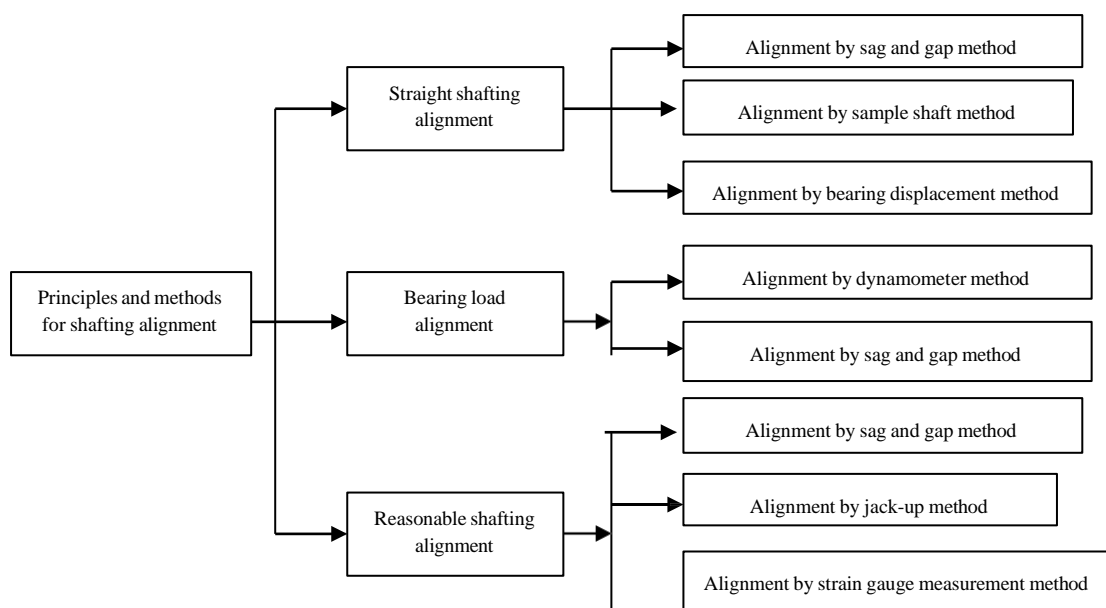 Principles and methods
for shafting alignment
Straight shafting
alignment
Alignment by sag and gap method
Alignment by sample shaft method
Alignment by bearing displacement method
Bearing load
alignment
Alignment by dynamometer method
Alignment by sag and gap method
Reasonable shafting
alignment
Alignment by sag and gap method
Alignment by jack-up method
Alignment by strain gauge measurement method